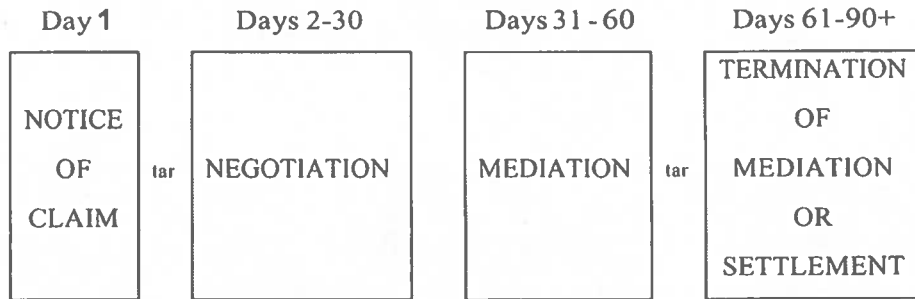 Day 1
Days 2-30
Days 31 - 60
Days 61-90+
NOTICE
OF
CLAIM
tar
NEGOTIATION
MEDIATION
tar
TERMINATION
OF
MEDIATION
OR
SETTLEMENT